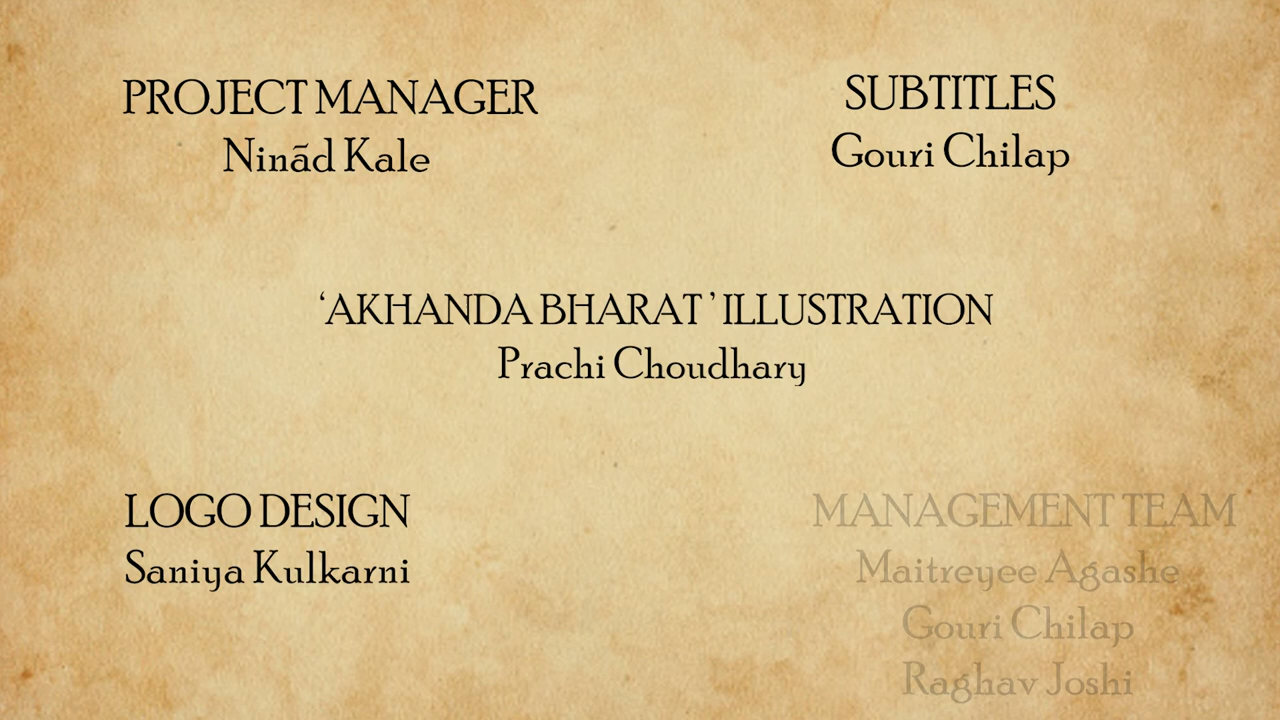 PROJECT MANAGER
Ninād Kale
SUBTITLES
Gouri Chilap
‘AKHANDA BHARAT’ ILLUSTRATION
Prachi Choudhary
LOGO DESIGN
Saniya Kulkarni
MANAGEMENT TEAM
Maitreyee Agashe
Gouri Chilap
Raghav Joshi